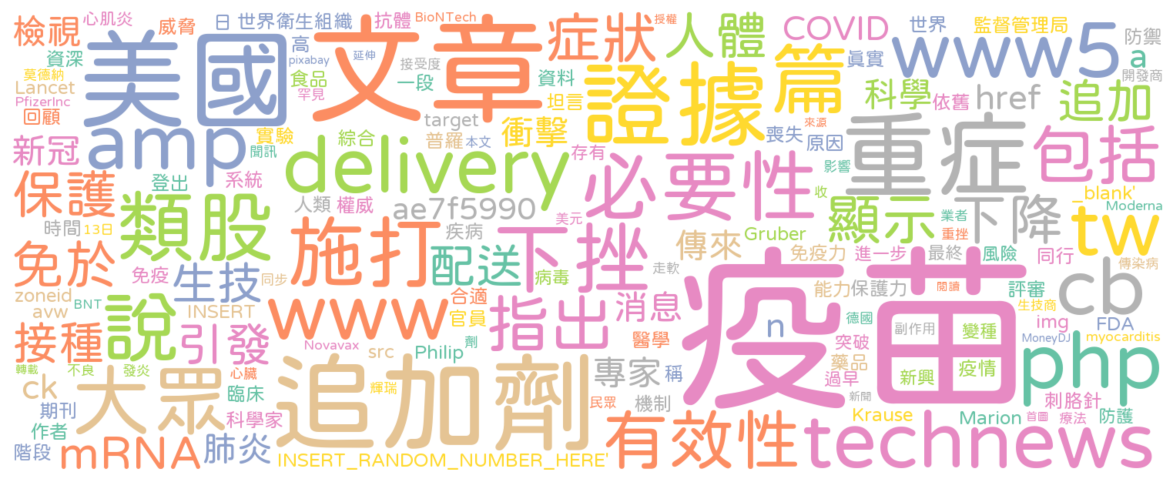 心肌炎 威脅 日 世界衛生組織 抗體 BioNTech 授權 人體 COVID 世界 監督管理局 防禦
檢視 美國 文章 症狀 高 pixabay 延伸 接受度 www5 眞實 a 開發商
資深 莫德納 Lancet 食品 罕見 一段 資料 篇 證據 科學 依舊 href 追加
PfizerInc 回顧 amp 實驗 綜合 target 普羅 本文 坦言 衝擊 喪失 來源 原因
新冠 聞訊 delivery 存有 必要性 影響 重症 包括
保護 登出 系統 人類 權威 ae7f5990 美元 收 _blank'
時間 13日 類股 施打 疾病 下挫 傳來 Gruber 顯示 業者 下降 Moderna tw
免於 免疫 生技 同步 配送 病毒 走軟 免疫力 進一步 最終 重挫 風險 同行 傳染病
zoneid BNT avw 說 INSERT www 合適 指出 消息 能力 保護力 閱讀 評審 cb 生技商
接種 引發 Novavax 官員 醫學 n 德國 副作用 變種 img FDA
轉載 不良 發炎 心臟 src Philip 劑 疫苗 突破 MoneyDJ myocarditis
ck 大眾 臨床 追加劑 輝瑞 專家 稱 藥品 過早 新興 疫情 php 刺胳針
期刊 作者 科學家 民眾 機制 新聞 Krause Marion 首圖 療法 防護
階段 mRNA 肺炎 INSERT_RANDOM_NUMBER_HERE' 有效性 technews